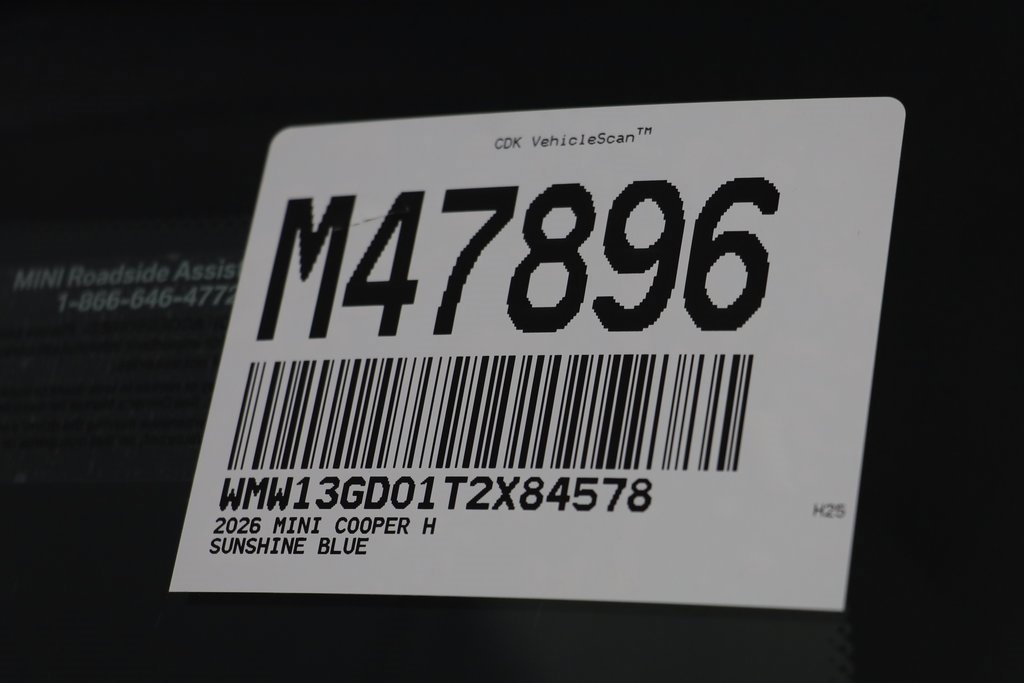 CDK VehicleScan™
M47896
MINI Roadside Assis
1-866-646-4772
WMW13GD01T2X84578
2026 MINI COOPER H
SUNSHINE BLUE
H25